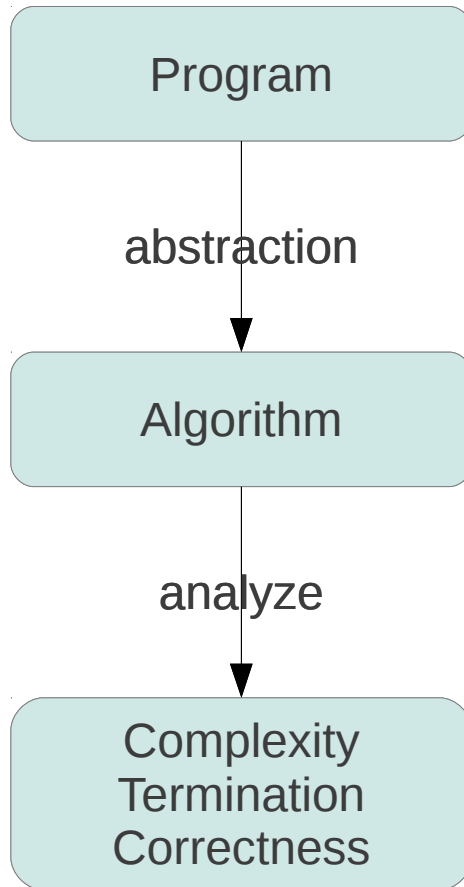 Program
abstraction
Algorithm
analyze
Complexity
Termination
Correctness